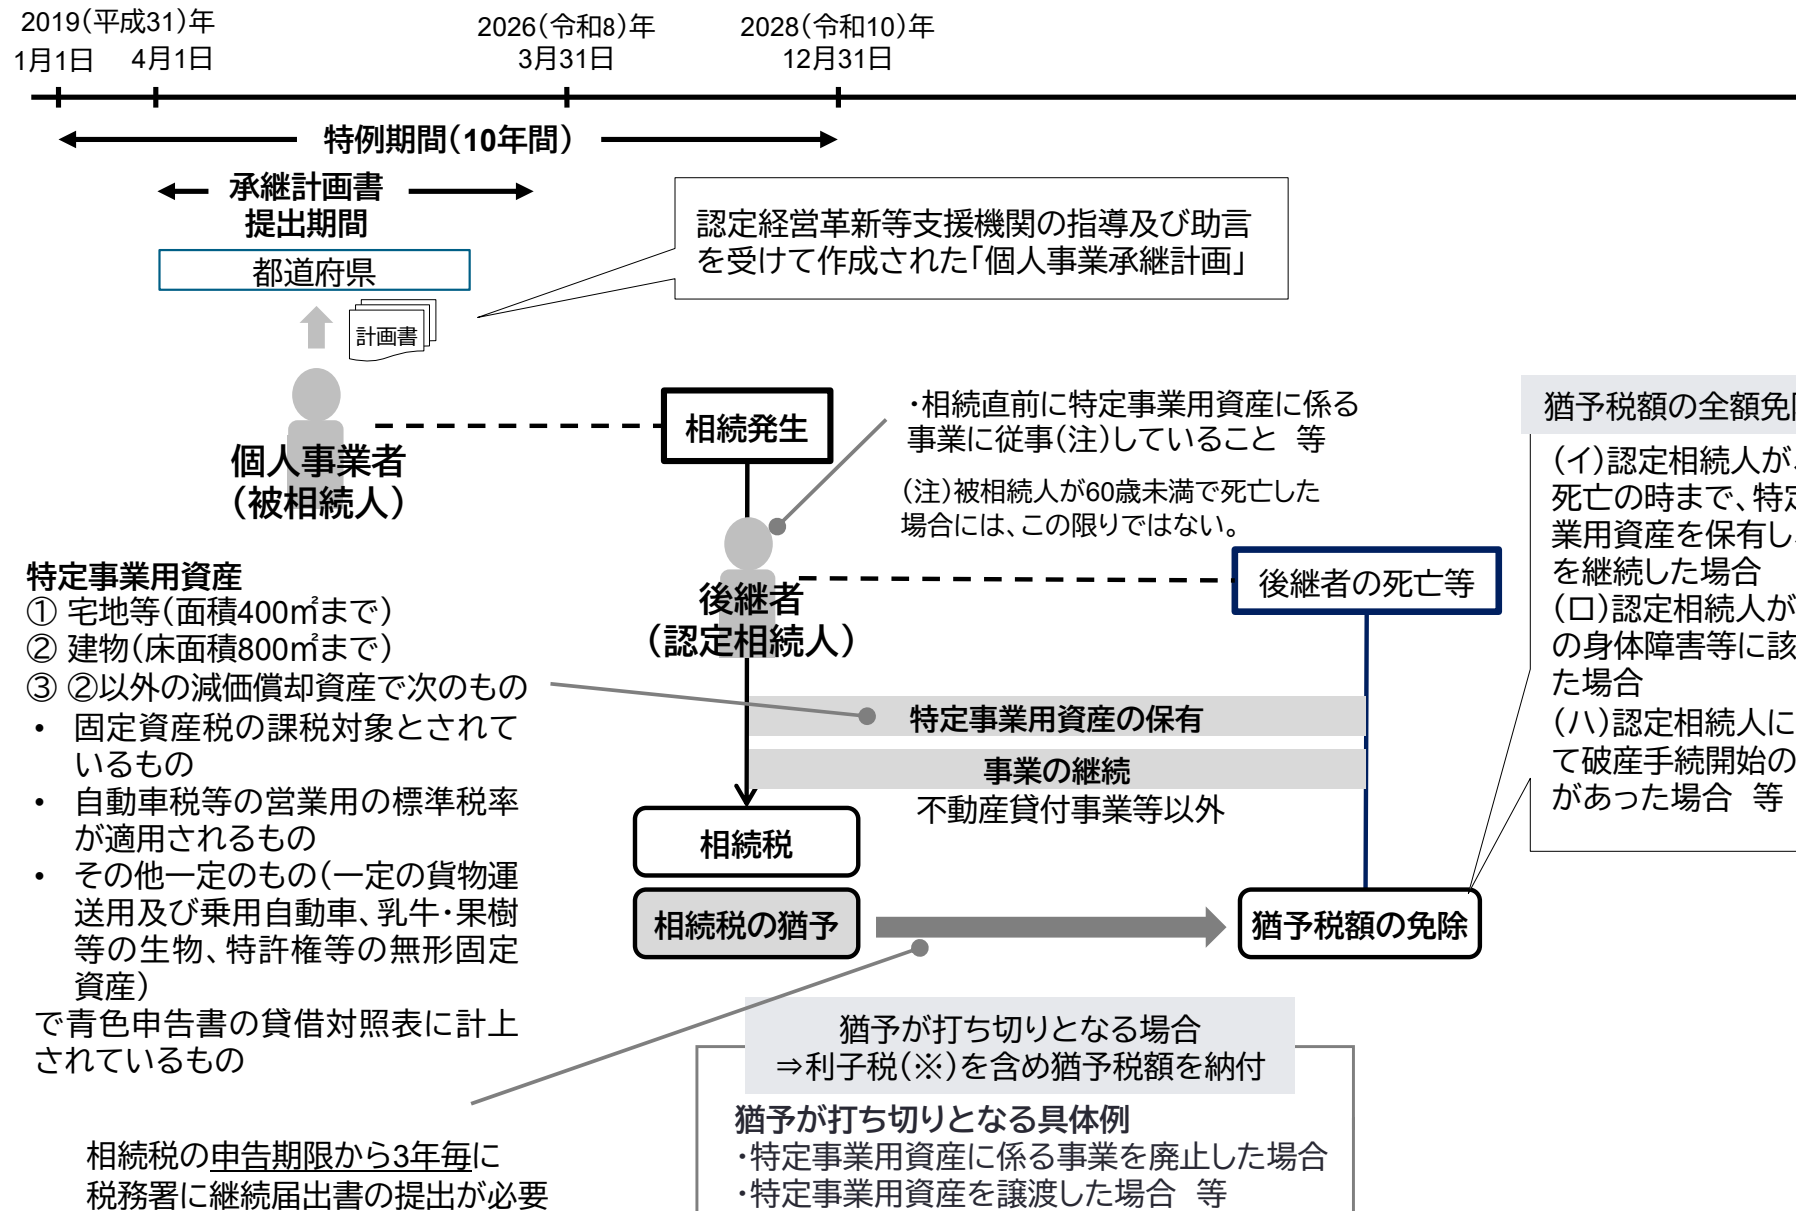 2019(平成31)年
1月1日 4月1日
2026(令和8)年
3月31日
2028(令和10)年
12月31日
特例期間(10年間)
承継計画書
提出期間
都道府県
計画書
認定経営革新等支援機関の指導及び助言
を受けて作成された「個人事業承継計画」
個人事業者
(被相続人)
相続発生
・相続直前に特定事業用資産に係る
事業に従事(注)していること 等
(注)被相続人が60歳未満で死亡した
場合には、この限りではない。
後継者
(認定相続人)
後継者の死亡等
特定事業用資産
① 宅地等(面積400㎡まで)
② 建物(床面積800㎡まで)
③ ②以外の減価償却資産で次のもの
• 固定資産税の課税対象とされて
いるもの
• 自動車税等の営業用の標準税率
が適用されるもの
• その他一定のもの(一定の貨物運
送用及び乗用自動車、乳牛・果樹
等の生物、特許権等の無形固定
資産)
で青色申告書の貸借対照表に計上
されているもの
特定事業用資産の保有
事業の継続
不動産貸付事業等以外
相続税
相続税の猶予
猶予税額の免除
猶予税額の全額免
(イ)認定相続人が、
死亡の時まで、特定
業用資産を保有し、
を継続した場合
(ロ)認定相続人が
の身体障害等に該
た場合
(ハ)認定相続人に
て破産手続開始の
があった場合 等
猶予が打ち切りとなる場合
⇒利子税(※)を含め猶予税額を納付
猶予が打ち切りとなる具体例
・特定事業用資産に係る事業を廃止した場合
・特定事業用資産を譲渡した場合 等
相続税の申告期限から3年毎に
税務署に継続届出書の提出が必要